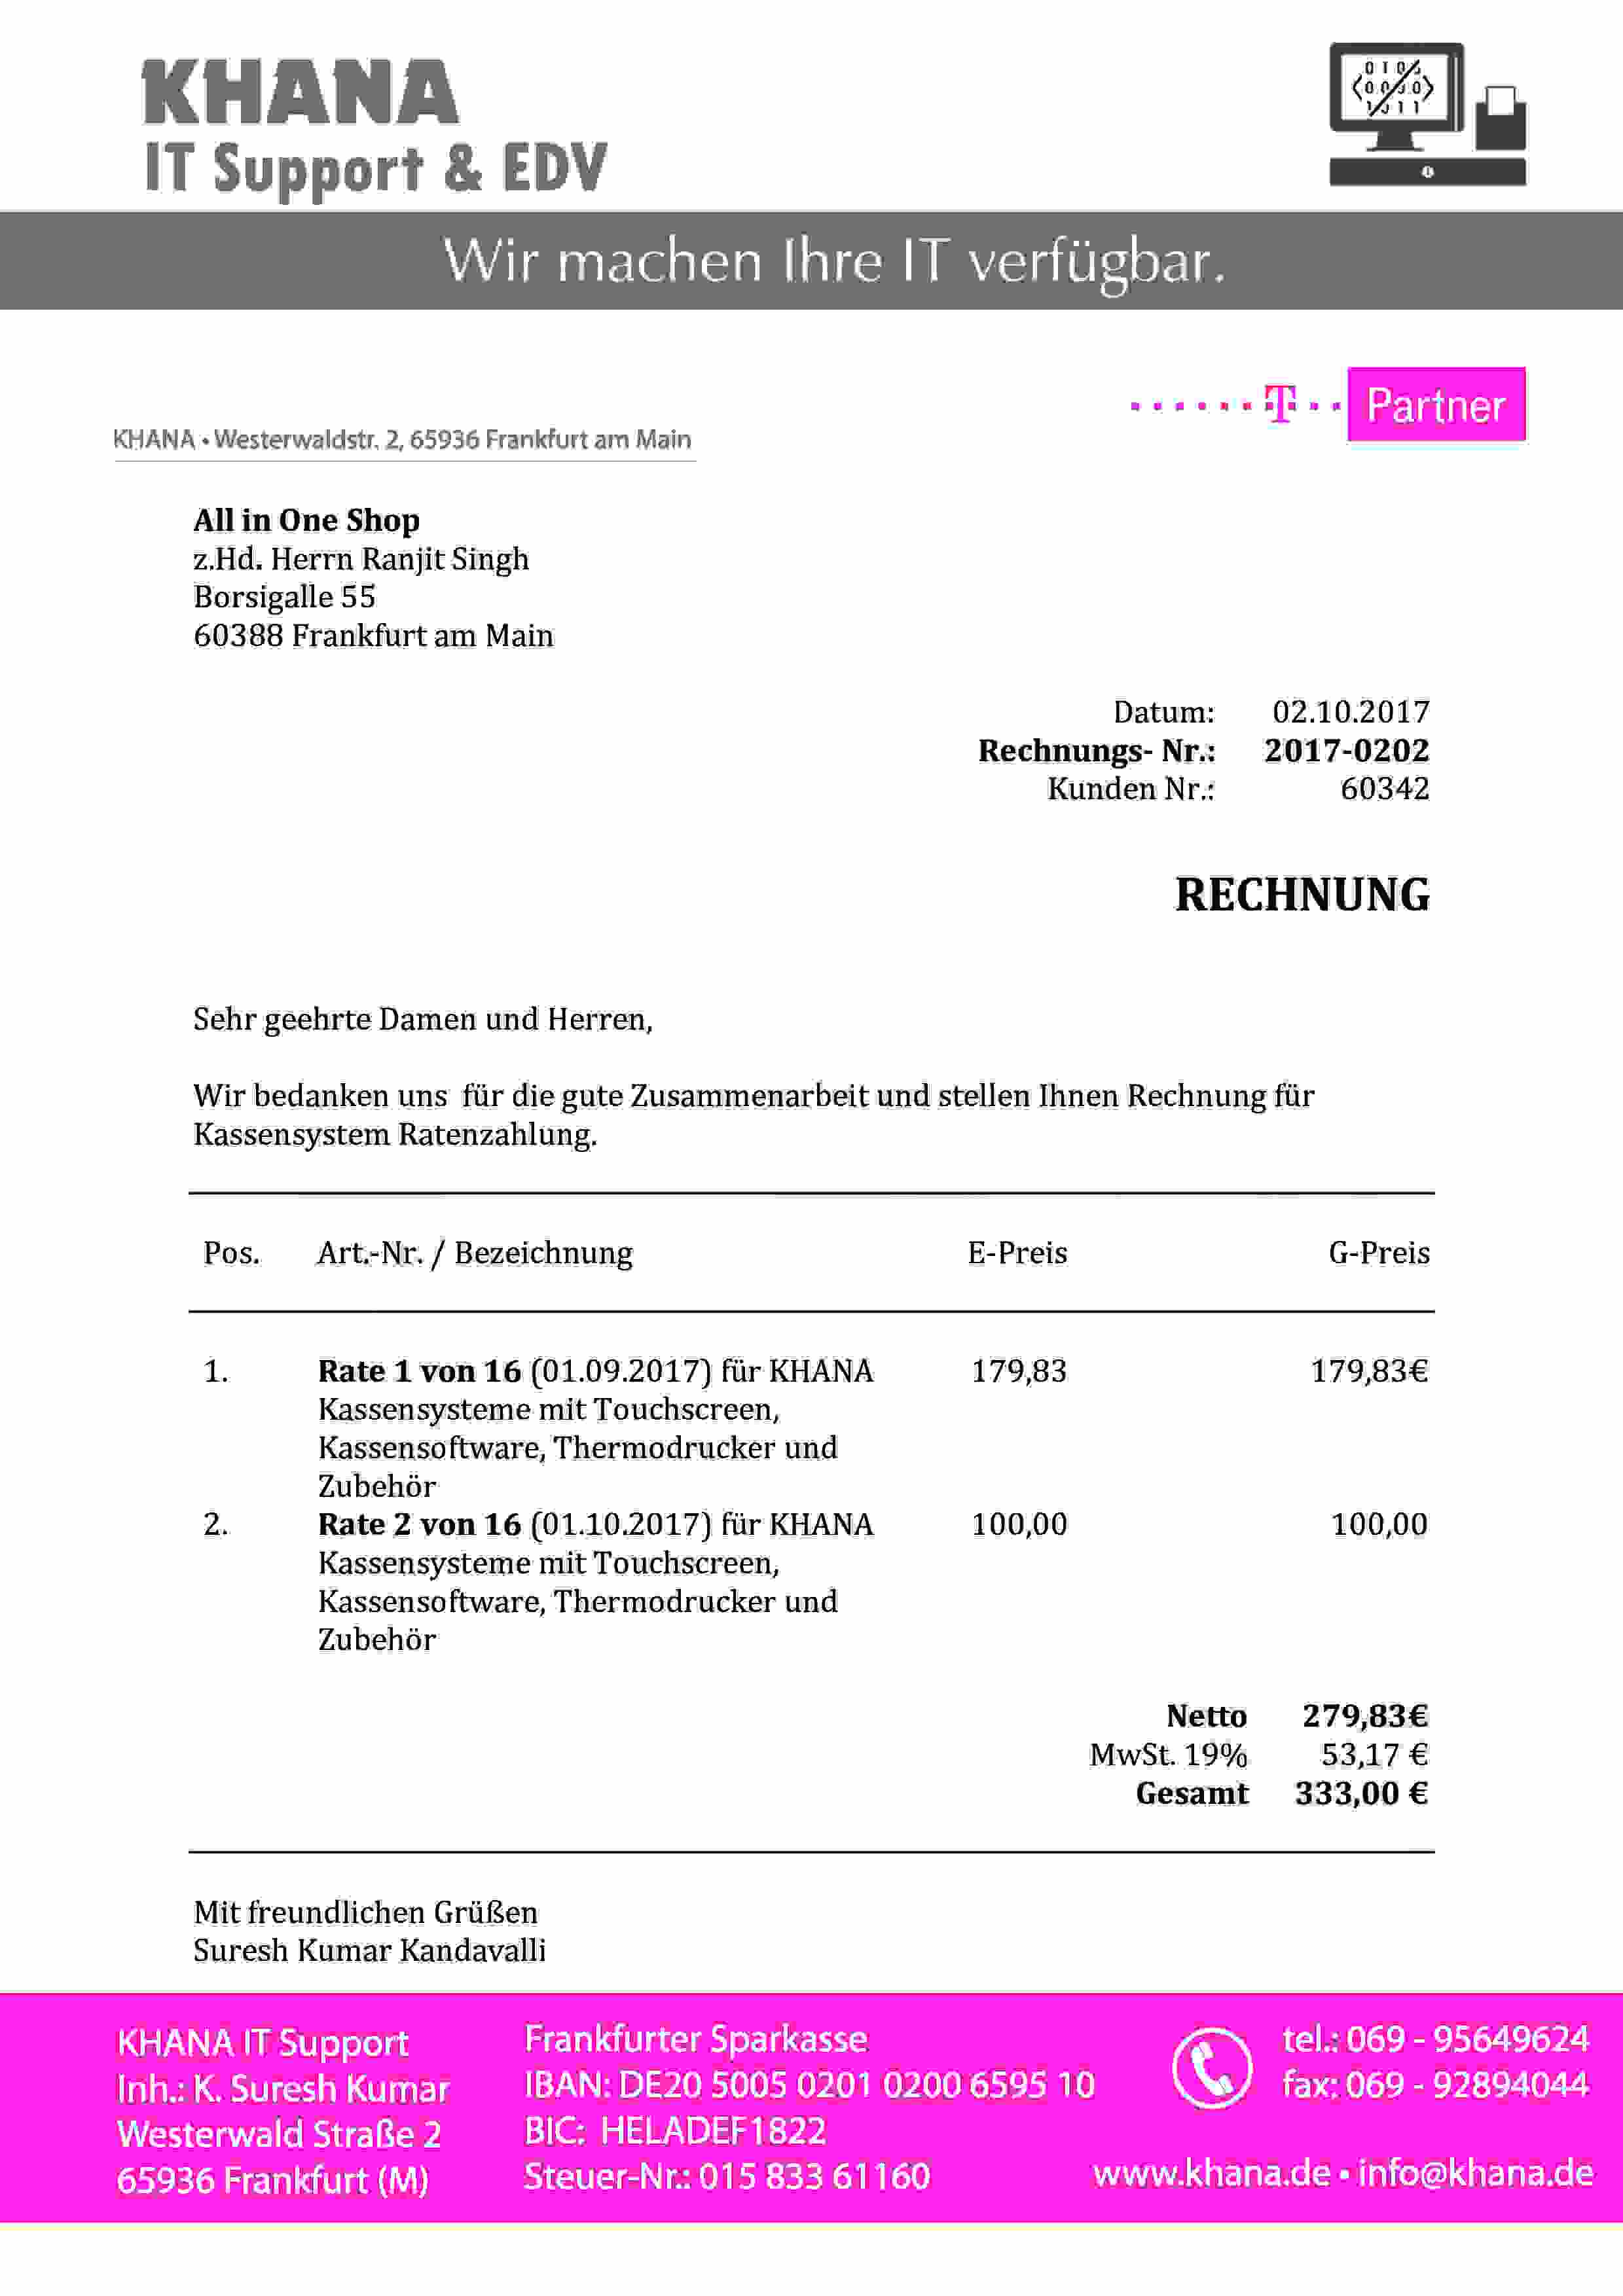 KHANA
IT Support & EDV
Wir machen Ihre IT verfügbar.
T Partner
KHANA • Westerwaldstr. 2, 65936 Frankfurt am Main
All in One Shop
z.Hd. Herrn Ranjit Singh
Borsigalle 55
60388 Frankfurt am Main
Datum: 02.10.2017
Rechnungs- Nr.: 2017-0202
Kunden Nr.: 60342
RECHNUNG
Sehr geehrte Damen und Herren,
Wir bedanken uns für die gute Zusammenarbeit und stellen Ihnen Rechnung für
Kassensystem Ratenzahlung.
Pos. Art.-Nr. / Bezeichnung E-Preis G-Preis
1. Rate 1 von 16 (01.09.2017) für KHANA 179,83 179,83€
Kassensysteme mit Touchscreen,
Kassensoftware, Thermodrucker und
Zubehör
2. Rate 2 von 16 (01.10.2017) für KHANA 100,00 100,00
Kassensysteme mit Touchscreen,
Kassensoftware, Thermodrucker und
Zubehör
Netto 279,83€
MwSt. 19% 53,17 €
Gesamt 333,00 €
Mit freundlichen Grüßen
Suresh Kumar Kandavalli
KHANA IT Support
Inh.: K. Suresh Kumar
Westerwald Straße 2
65936 Frankfurt (M)
Frankfurter Sparkasse
IBAN: DE20 5005 0201 0200 6595 10
BIC: HELADEF1822
Steuer-Nr.: 015 833 61160
tel.: 069 - 95649624
fax: 069 - 92894044
www.khana.de • info@khana.de